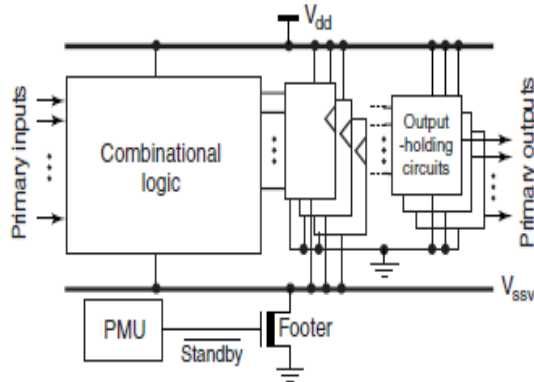 Vdd
Primary inputs
Combinational
logic
Output
-holding
circuits
Primary outputs
Vssv
PMU
Standby
Footer